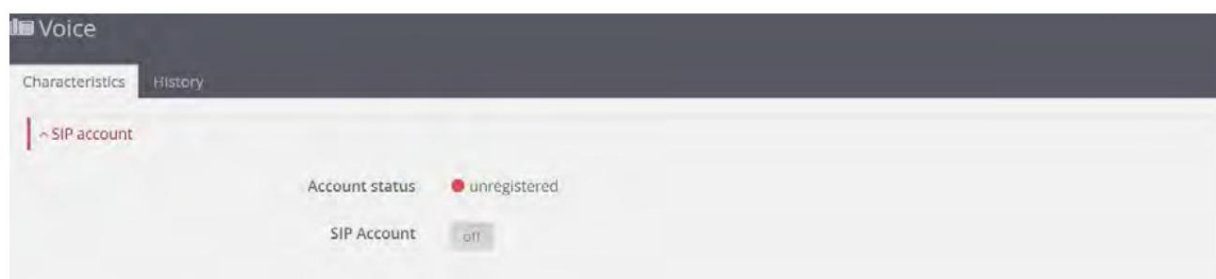 Voice
Characteristics History
SIP account
Account status unregistered
SIP Account off